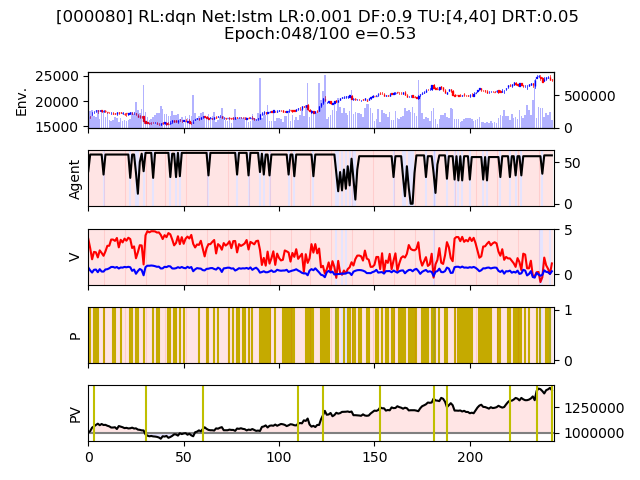 [000080] RL:dqn Net:lstm LR:0.001 DF:0.9 TU:[4,40] DRT:0.05
Epoch:048/100 e=0.53
Env.
25000
20000
15000
500000
0
Agent
50
0
V
5
0
P
1
0
PV
1250000
1000000
0 50 100 150 200